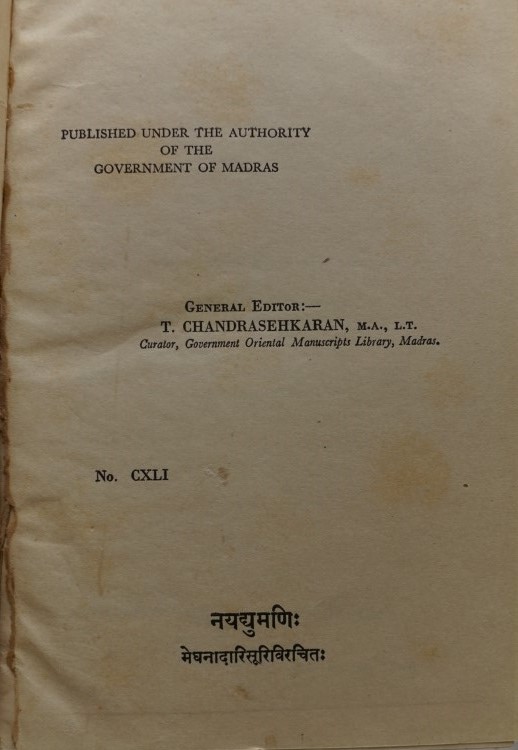 PUBLISHED UNDER THE AUTHORITY
OF THE
GOVERNMENT OF MADRAS
GENERAL EDITOR:—
T. CHANDRASEHKARAN, M.A., L.T.
Curator, Government Oriental Manuscripts Library, Madras.
No. CXLI
नयद्युमणिः
मेघनादारिसूरिविरचितः